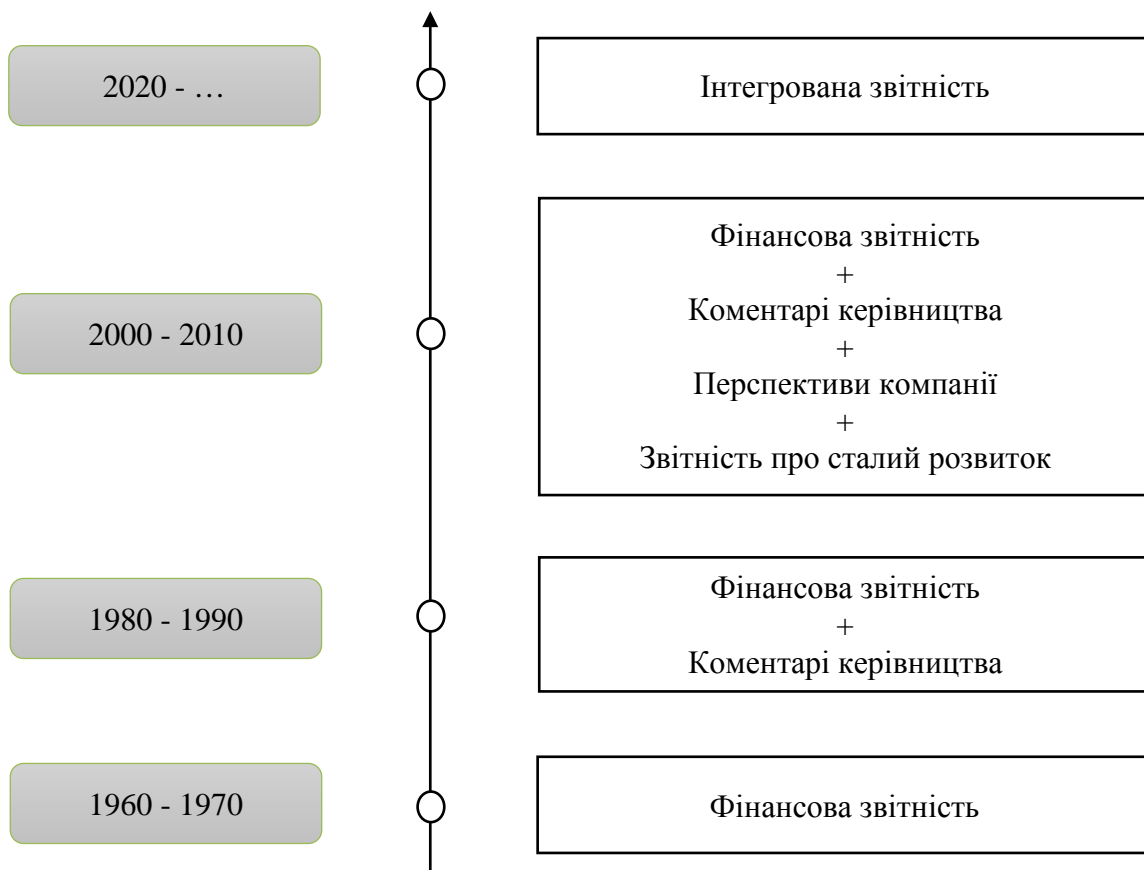 2020 - …
Інтегрована звітність
2000 - 2010
Фінансова звітність
+
Коментарі керівництва
+
Перспективи компанії
+
Звітність про сталий розвиток
1980 - 1990
Фінансова звітність
+
Коментарі керівництва
1960 - 1970
Фінансова звітність